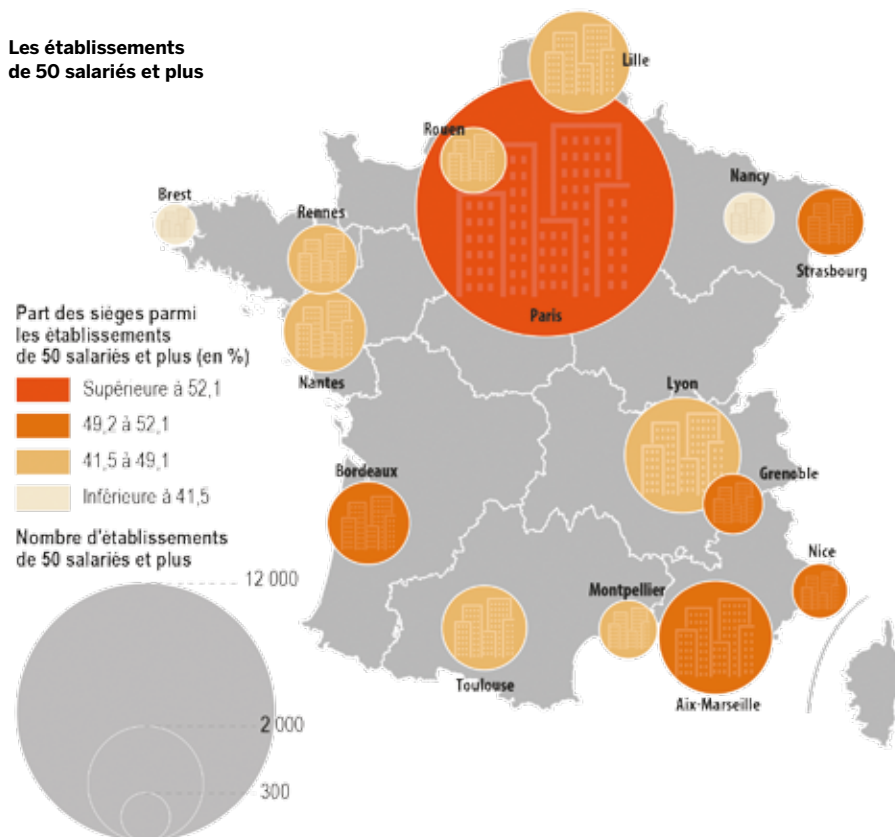 Les établissements
de 50 salariés et plus
Lille
Rouen
Nancy
Brest
Rennes
Strasbourg
Paris
Nantes
Part des sièges parmi
les établissements
de 50 salariés et plus (en %)
Supérieure à 52,1
49,2 à 52,1
41,5 à 49,1
Inférieure à 41,5
Lyon
Grenoble
Bordeaux
Nombre d'établissements
de 50 salariés et plus
Nice
12 000
Montpellier
Toulouse
Aix-Marseille
2 000
300